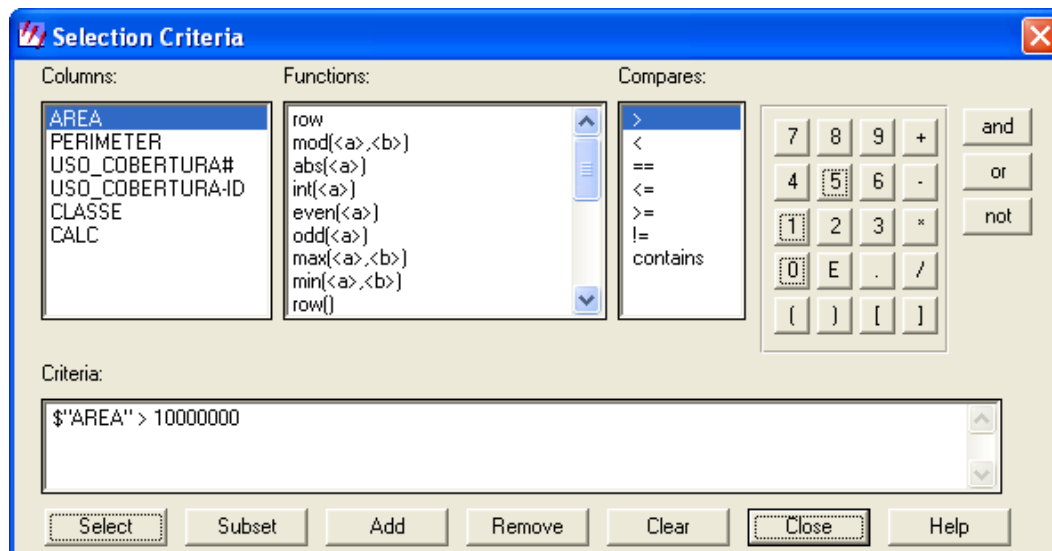 Selection Criteria
Columns:
Functions:
Compares:
AREA
PERIMETER
USO_COBERTURA#
USO_COBERTURA-ID
CLASSE
CALC
row
mod(<a>,<b>)
abs(<a>)
int(<a>)
even(<a>)
odd(<a>)
max(<a>,<b>)
min(<a>,<b>)
row()
>
<
==
<=
>=
!=
contains
7 8 9 +
4 5 6 -
1 2 3 *
0 E . /
( ) [ ]
and
or
not
Criteria:
$"AREA" > 10000000
Select Subset Add Remove Clear Close Help